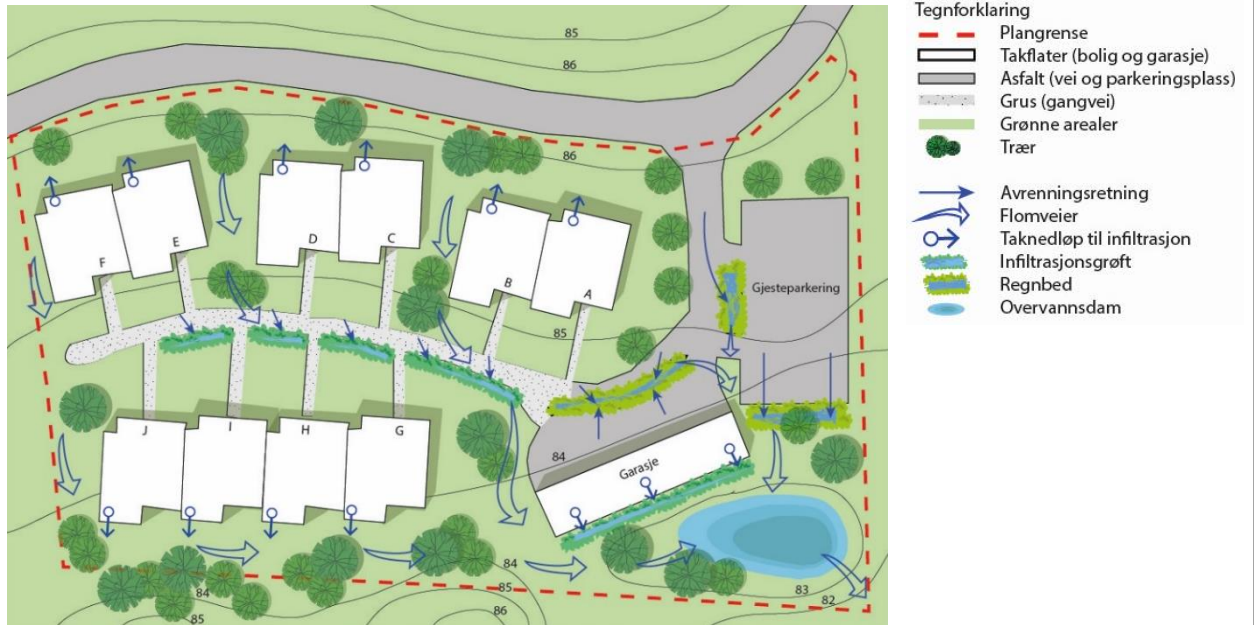 85
86
86
F
E
D
C
B
A
Gjesteparkering
85
J
I
H
G
84
Garasje
84
84
85
86
85
83
82
Tegnforklaring
Plangrense
Takflater (bolig og garasje)
Asfalt (vei og parkeringsplass)
Grus (gangvei)
Grønne arealer
Trær
Avrenningsretning
Flomveier
Taknedløp til infiltrasjon
Infiltrasjonsgrøft
Regnbed
Overvannsdam